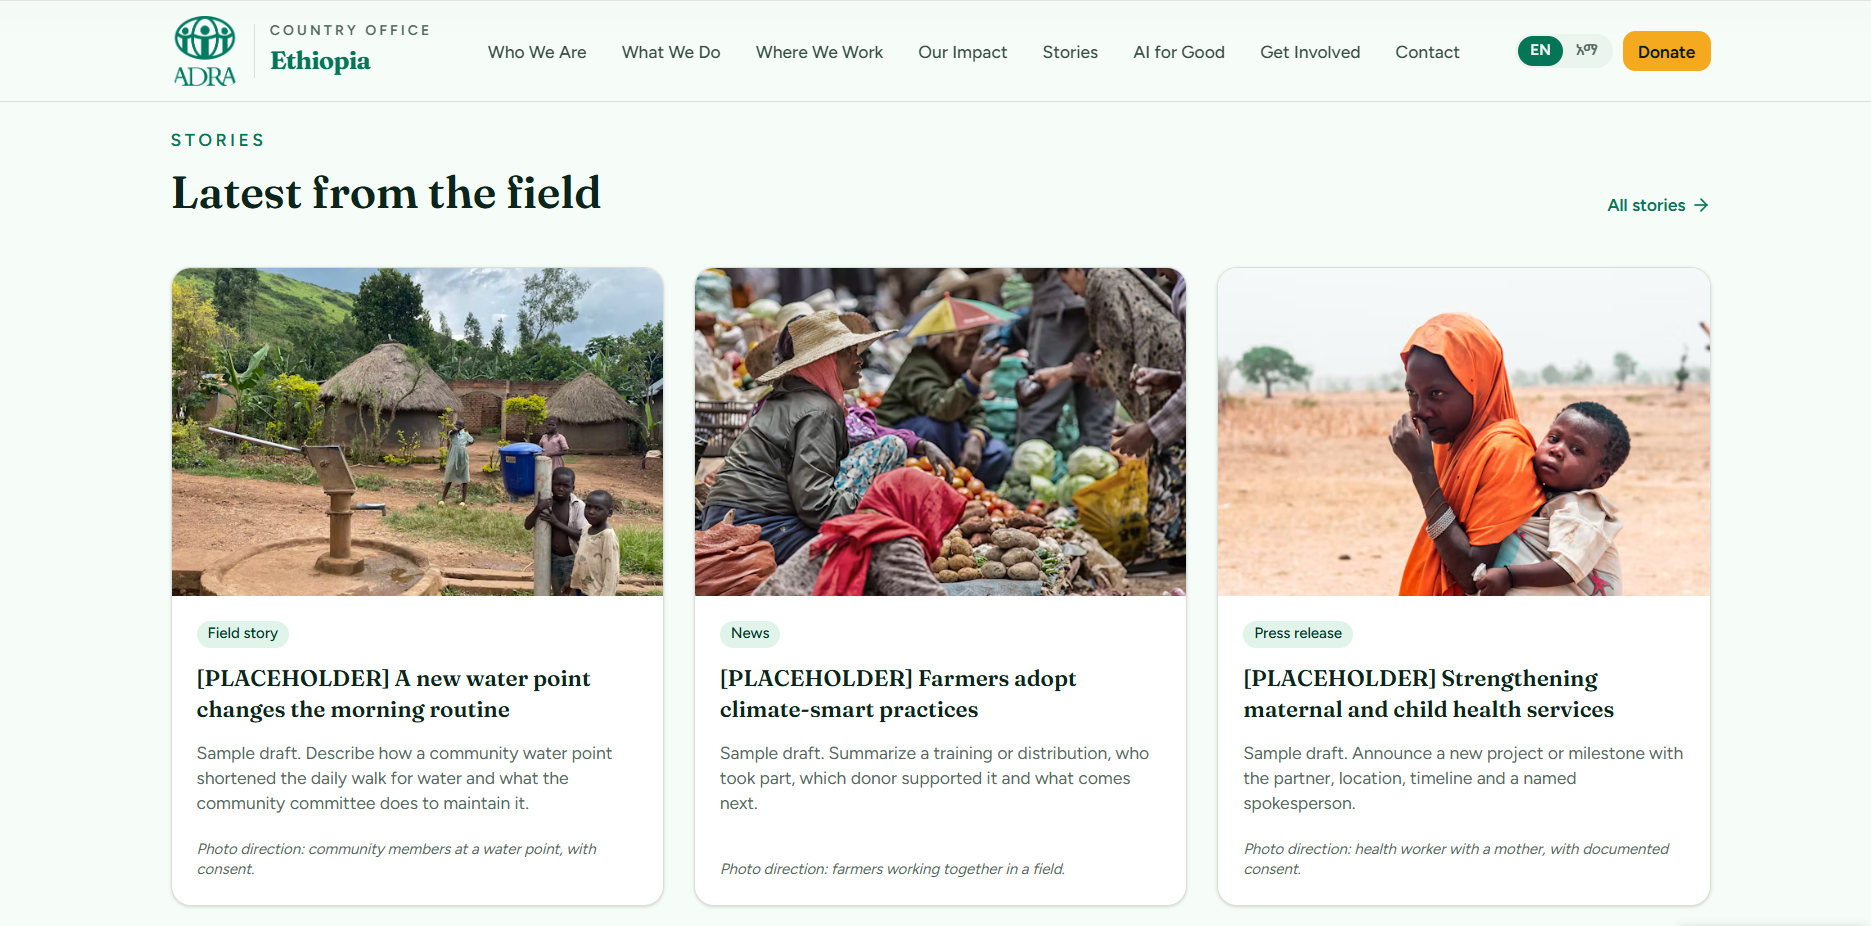 ADRA
COUNTRY OFFICE
Ethiopia
Who We Are
What We Do
Where We Work
Our Impact
Stories
AI for Good
Get Involved
Contact
EN
አማ
Donate
STORIES
Latest from the field
All stories →
Field story
[PLACEHOLDER] A new water point
changes the morning routine
Sample draft. Describe how a community water point
shortened the daily walk for water and what the
community committee does to maintain it.
Photo direction: community members at a water point, with
consent.
News
[PLACEHOLDER] Farmers adopt
climate-smart practices
Sample draft. Summarize a training or distribution, who
took part, which donor supported it and what comes
next.
Photo direction: farmers working together in a field.
Press release
[PLACEHOLDER] Strengthening
maternal and child health services
Sample draft. Announce a new project or milestone with
the partner, location, timeline and a named
spokesperson.
Photo direction: health worker with a mother, with documented
consent.